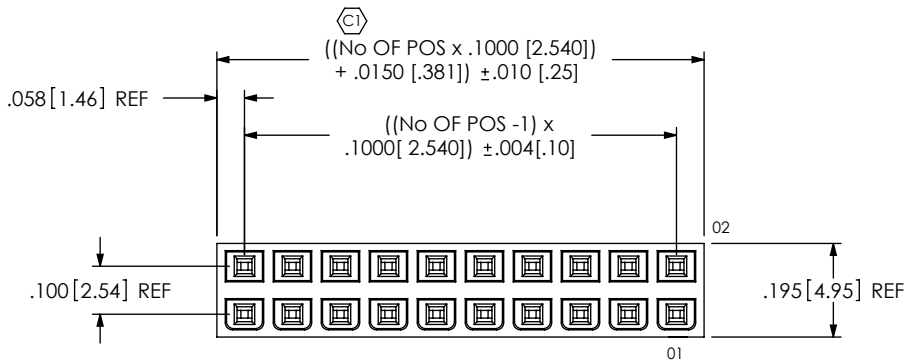 C1
((No OF POS x .1000 [2.540])
+ .0150 [.381]) ±.010 [.25]
.058[1.46] REF
((No OF POS -1) x
.1000[ 2.540]) ±.004[.10]
02
.100[2.54] REF
.195[4.95] REF
01